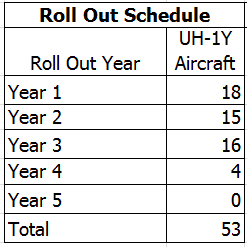 Roll Out Schedule
Roll Out Year UH-1Y Aircraft
Year 1 18
Year 2 15
Year 3 16
Year 4 4
Year 5 0
Total 53